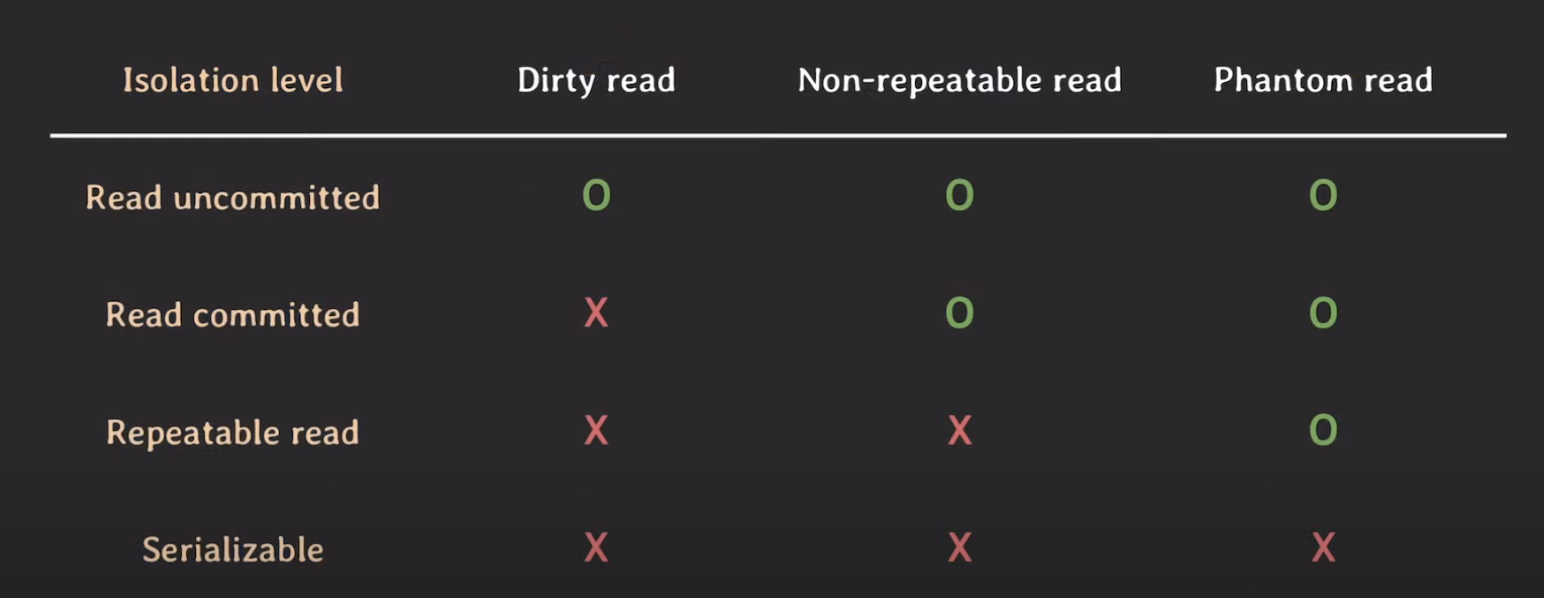 Isolation level Dirty read Non-repeatable read Phantom read
Read uncommitted O O O
Read committed X O O
Repeatable read X X O
Serializable X X X